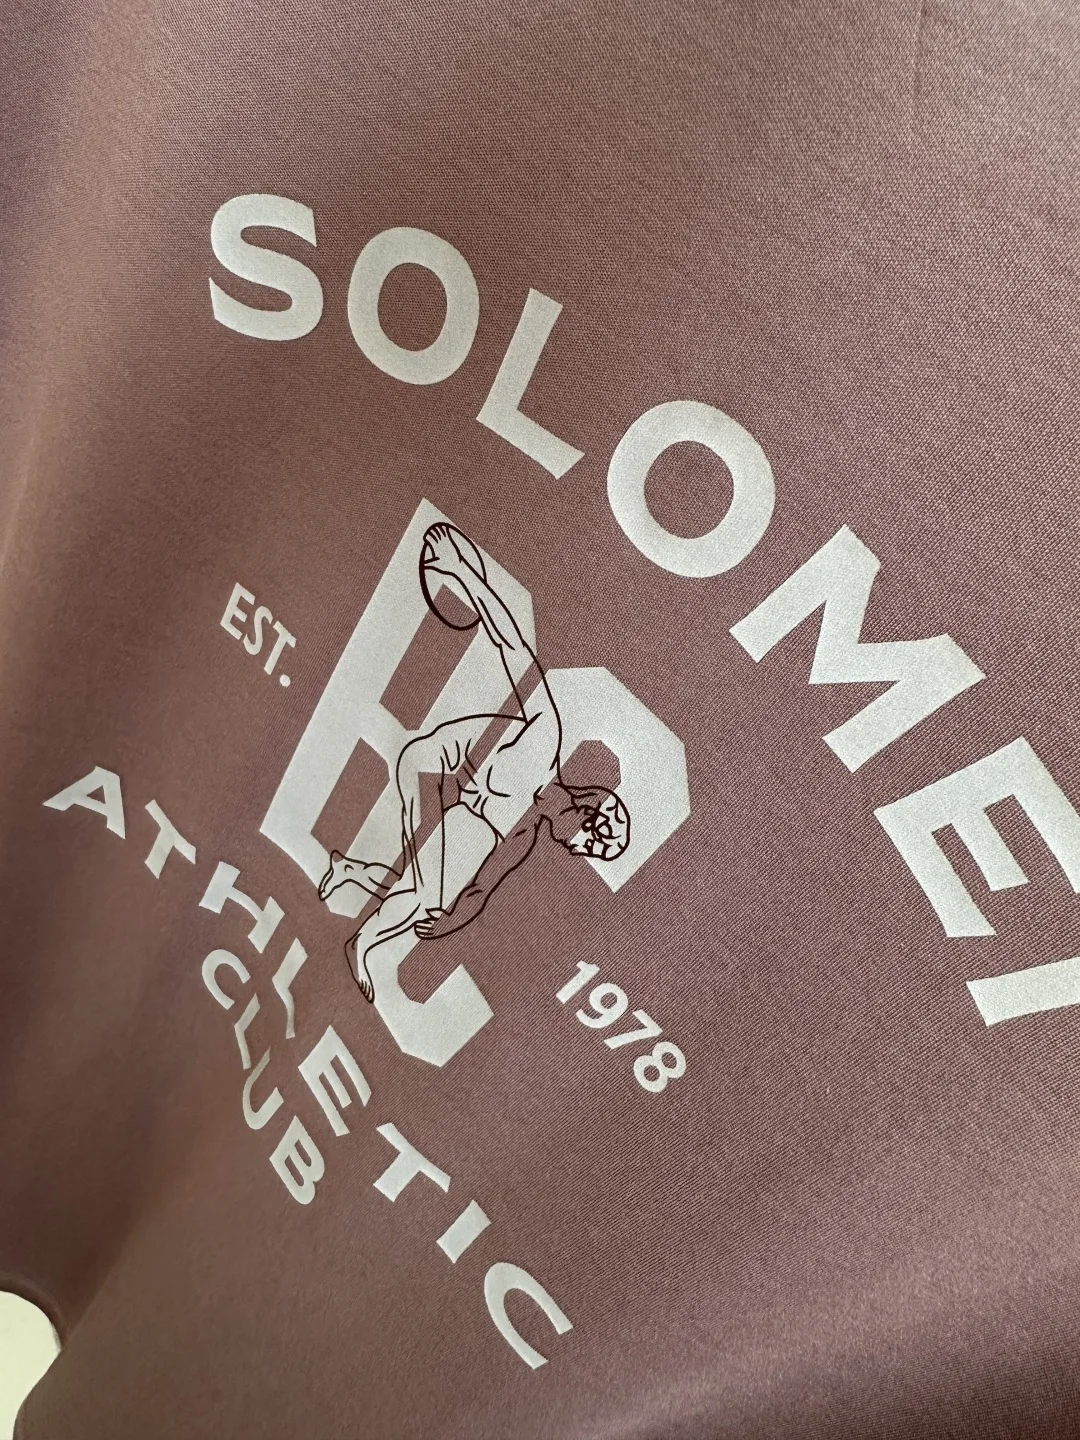 SOLOMEI
EST.
1978
ATHLETIC
CLUB